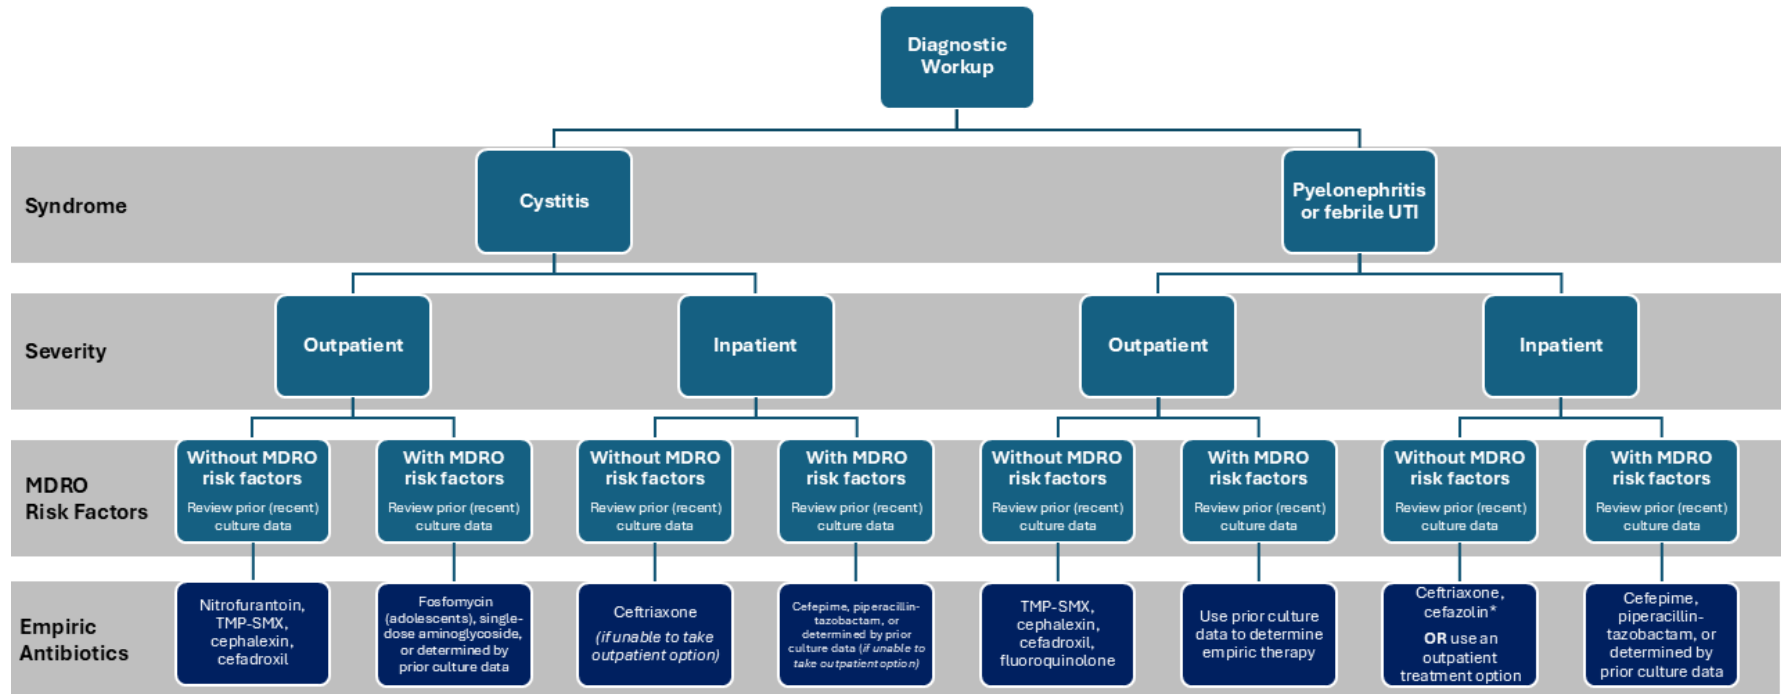 Diagnostic
Workup
Syndrome
Cystitis
Pyelonephritis
or febrile UTI
Severity
Outpatient
Inpatient
Outpatient
Inpatient
MDRO
Risk Factors
Without MDRO
risk factors
Review prior (recent)
culture data
With MDRO
risk factors
Review prior (recent)
culture data
Without MDRO
risk factors
Review prior (recent)
culture data
With MDRO
risk factors
Review prior (recent)
culture data
Without MDRO
risk factors
Review prior (recent)
culture data
With MDRO
risk factors
Review prior (recent)
culture data
Without MDRO
risk factors
Review prior (recent)
culture data
With MDRO
risk factors
Review prior (recent)
culture data
Empiric
Antibiotics
Nitrofurantoin,
TMP-SMX,
cephalexin,
cefadroxil
Fosfomycin
(adolescents), single-
dose aminoglycoside,
or determined by
prior culture data
Ceftriaxone
(if unable to take
outpatient option)
Cefepime, piperacillin-
tazobactam, or
determined by prior
culture data (if unable to
take outpatient option)
TMP-SMX,
cephalexin,
cefadroxil,
fluoroquinolone
Use prior culture
data to determine
empiric therapy
Ceftriaxone,
cefazolin*
OR use an
outpatient
treatment option
Cefepime,
piperacillin-
tazobactam, or
determined by
prior culture data